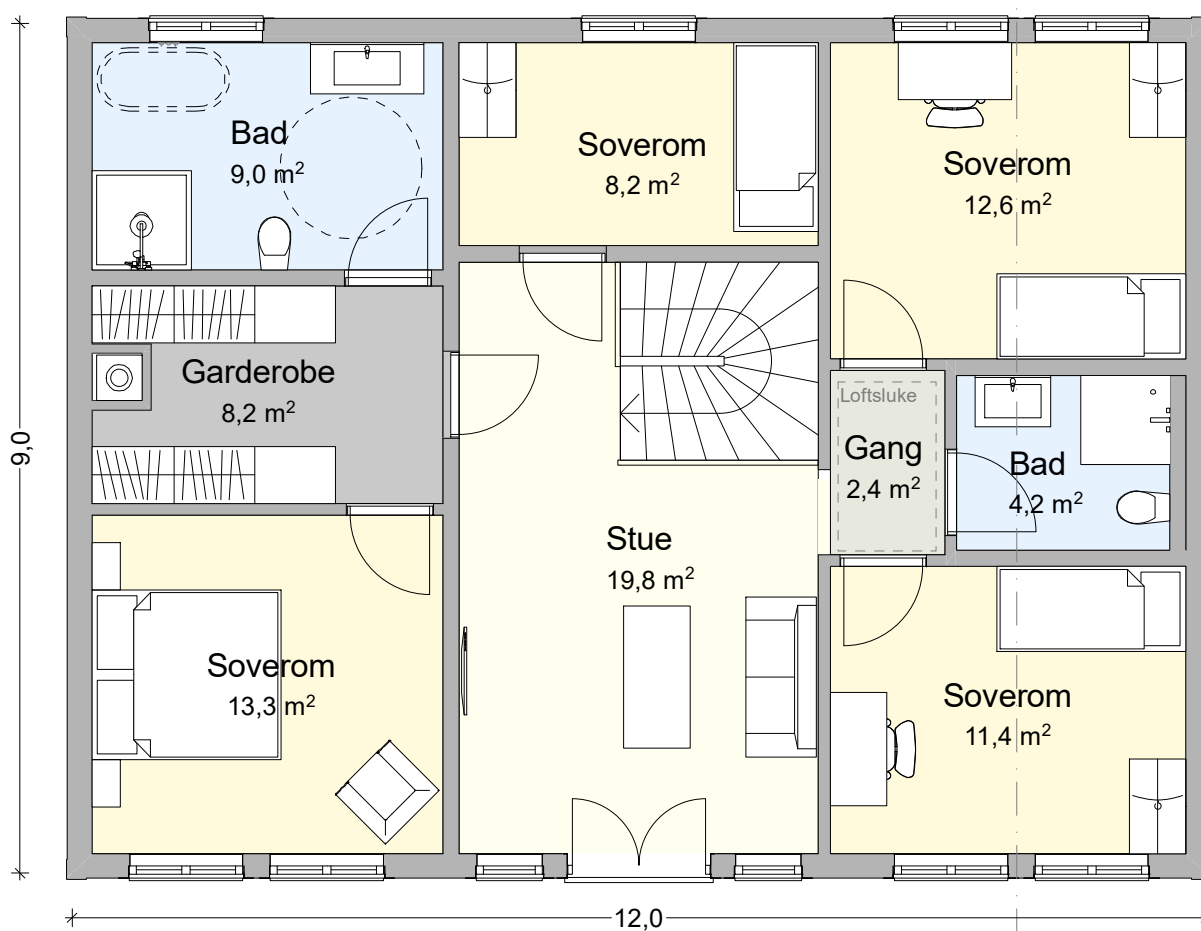 Bad
9,0 m²
Soverom
8,2 m²
Soverom
12,6 m²
Garderobe
8,2 m²
Loftsluke
Gang
2,4 m²
Bad
4,2 m²
9,0
Stue
19,8 m²
Soverom
13,3 m²
Soverom
11,4 m²
12,0